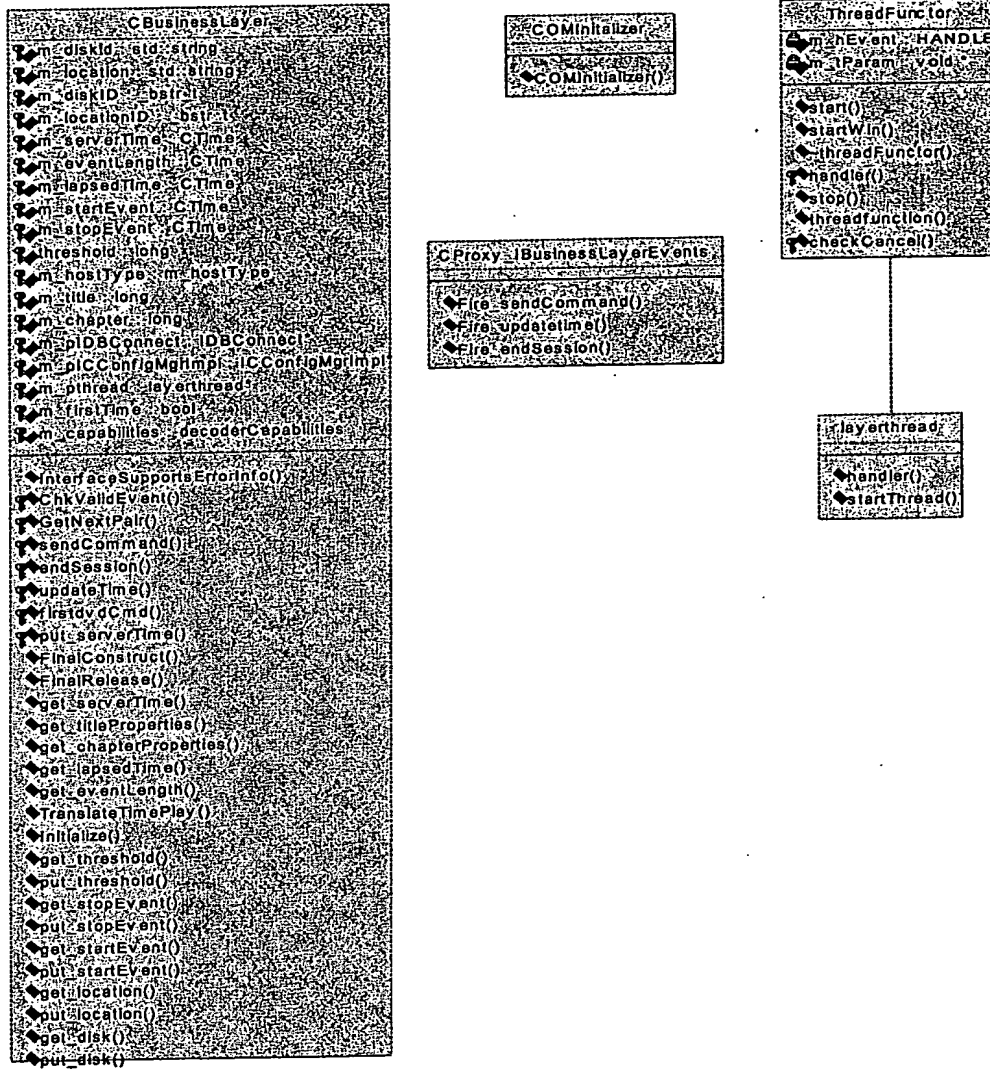 CBusinessLayer
m_diskId : std::string
m_location : std::string
m_diskID : _bstr_t
m_locationID : _bstr_t
m_serverTime : CTime
m_eventLength : CTime
m_lapsedTime : CTime
m_startEvent : CTime
m_stopEvent : CTime
threshold : long
m_hostType : m_hostType
m_title : long
m_chapter : long
m_pIDBConnect : IDBConnect
m_pICConfigMgrImpl : ICConfigMgrImpl
m_pthread : layerthread*
m_firstTime : bool
m_capabilities : decoderCapabilities
InterfaceSupportsErrorInfo()
ChkValidEvent()
GetNextPair()
sendCommand()
endSession()
updateTime()
firstdvdCmd()
put_serverTime()
FinalConstruct()
FinalRelease()
get_serverTime()
get_titleProperties()
get_chapterProperties()
get_lapsedTime()
get_eventLength()
TranslateTimePlay()
Initialize()
get_threshold()
put_threshold()
get_stopEvent()
put_stopEvent()
get_startEvent()
put_startEvent()
get_location()
put_location()
get_disk()
put_disk()
COMInitalizer
COMInitializer()
CProxy_IBusinessLayerEvents
Fire_sendCommand()
Fire_updatetime()
Fire_endSession()
ThreadFunctor
m_hEvent : HANDLE
m_tParam : void *
start()
startWin()
~threadFunctor()
handler()
stop()
threadfunction()
checkCancel()
layerthread
handler()
startThread()